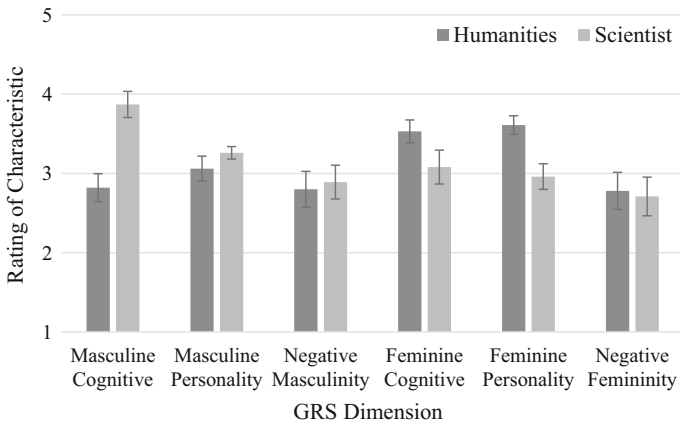 5
Humanities Scientist
4
3
2
1
Rating of Characteristic
Masculine Cognitive
Masculine Personality
Negative Masculinity
Feminine Cognitive
Feminine Personality
Negative Femininity
GRS Dimension